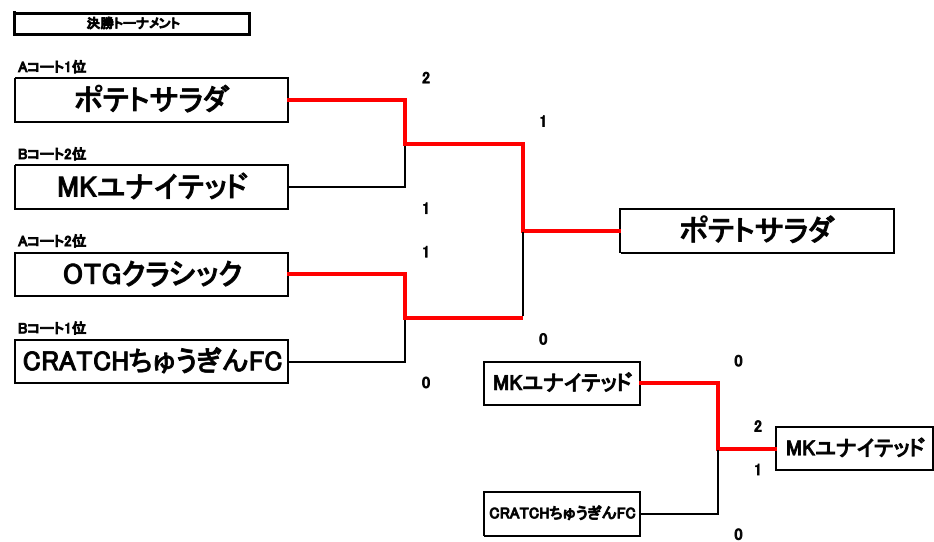 決勝トーナメント
Aコート1位
ポテトサラダ
2
1
Bコート2位
MKユナイテッド
1
Aコート2位
1
OTGクラシック
ポテトサラダ
Bコート1位
CRATCHちゅうぎんFC
0
0
MKユナイテッド
0
2
MKユナイテッド
1
CRATCHちゅうぎんFC
0